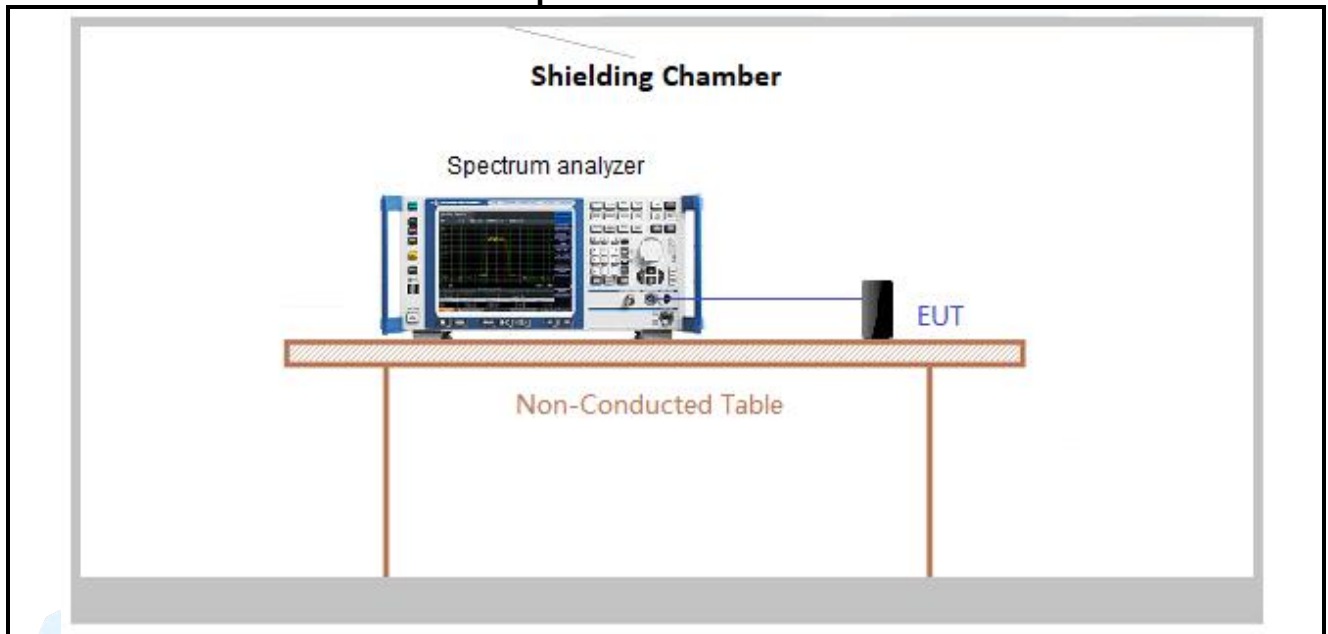 Shielding Chamber
Spectrum analyzer
EUT
Non-Conducted Table